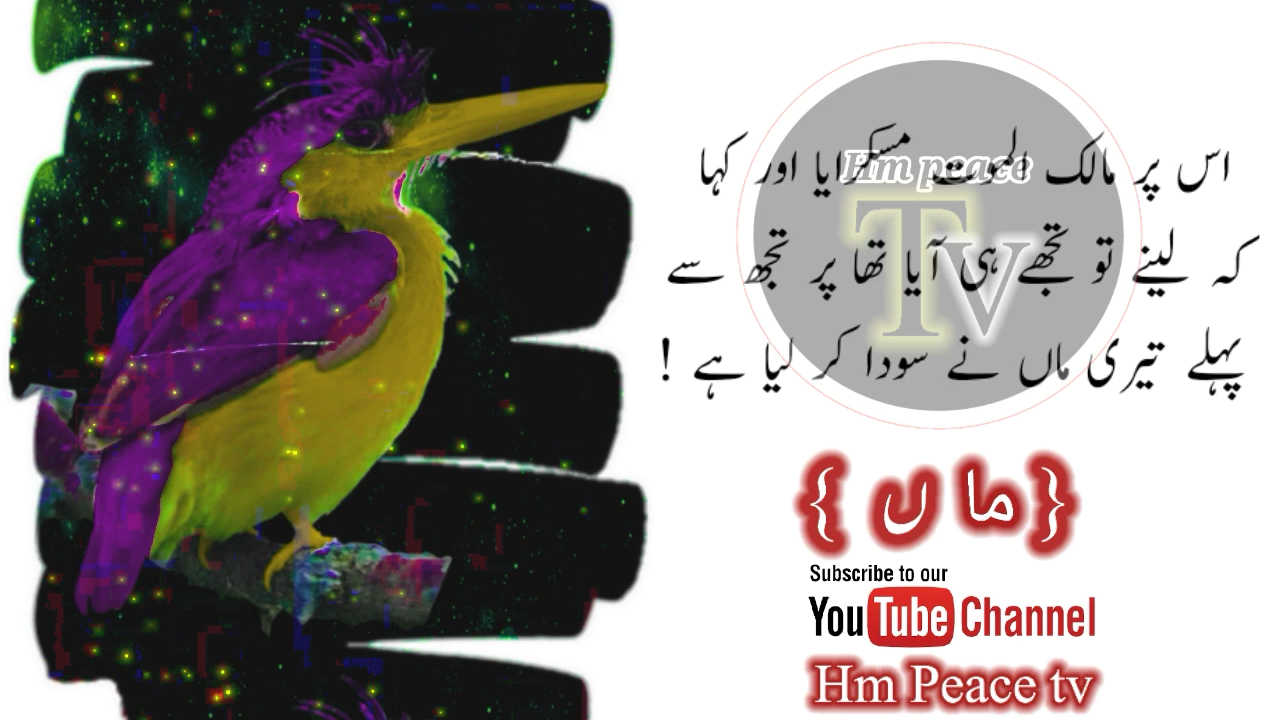 اس پر مالک الموت مسکرایا اور کہا
کہ لینے تو تجھے ہی آیا تھا پر تجھ سے
پہلے تیری ماں نے سودا کر لیا ہے !
Hm peace
Tv
{ ما ں }
Subscribe to our
YouTube Channel
Hm Peace tv